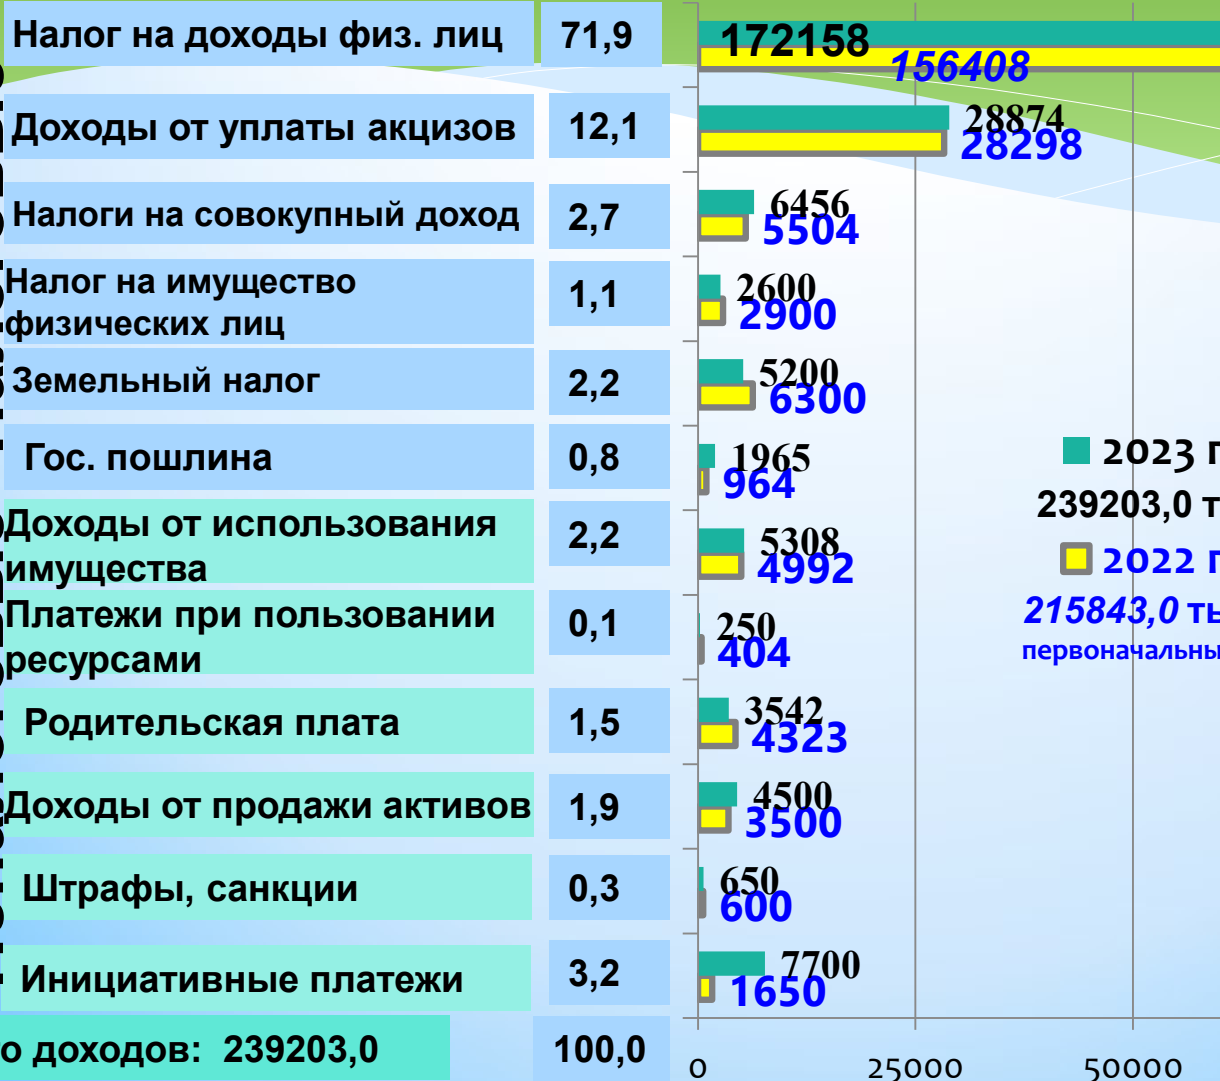 Налог на доходы физ. лиц 71,9 172158
156408
Доходы от уплаты акцизов 12,1 28874
28298
Налоги на совокупный доход 2,7 6456
5504
Налог на имущество
физических лиц 1,1 2600
2900
Земельный налог 2,2 5200
6300
Гос. пошлина 0,8 1965
964
Доходы от использования
имущества 2,2 5308
4992
Платежи при пользовании
ресурсами 0,1 250
404
Родительская плата 1,5 3542
4323
Доходы от продажи активов 1,9 4500
3500
Штрафы, санкции 0,3 650
600
Инициативные платежи 3,2 7700
1650
доходов: 239203,0 100,0
0 25000 50000
2023
239203,0
2022
215843,0